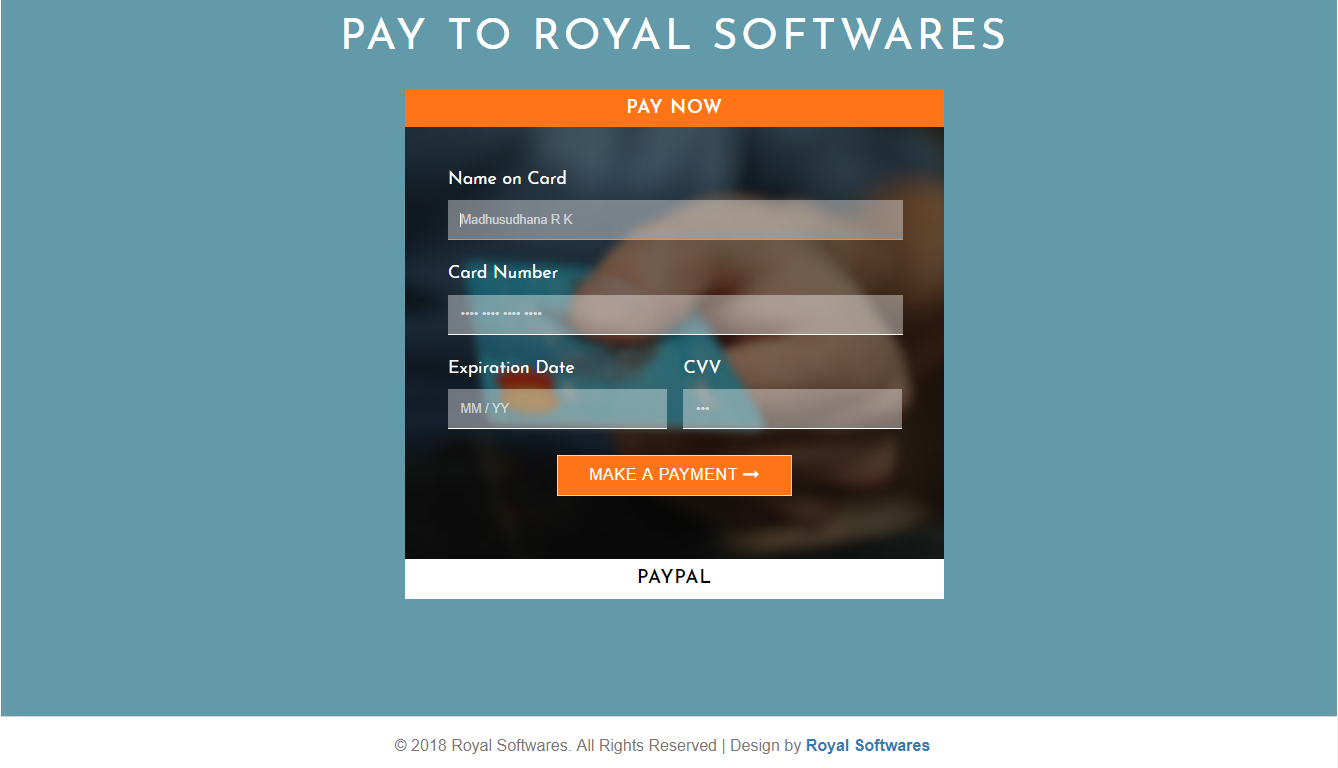 PAY TO ROYAL SOFTWARES
PAY NOW
Name on Card
Madhusudhana R K
Card Number
•••• •••• •••• ••••
Expiration Date CVV
MM / YY •••
MAKE A PAYMENT →
PAYPAL
© 2018 Royal Softwares. All Rights Reserved | Design by Royal Softwares